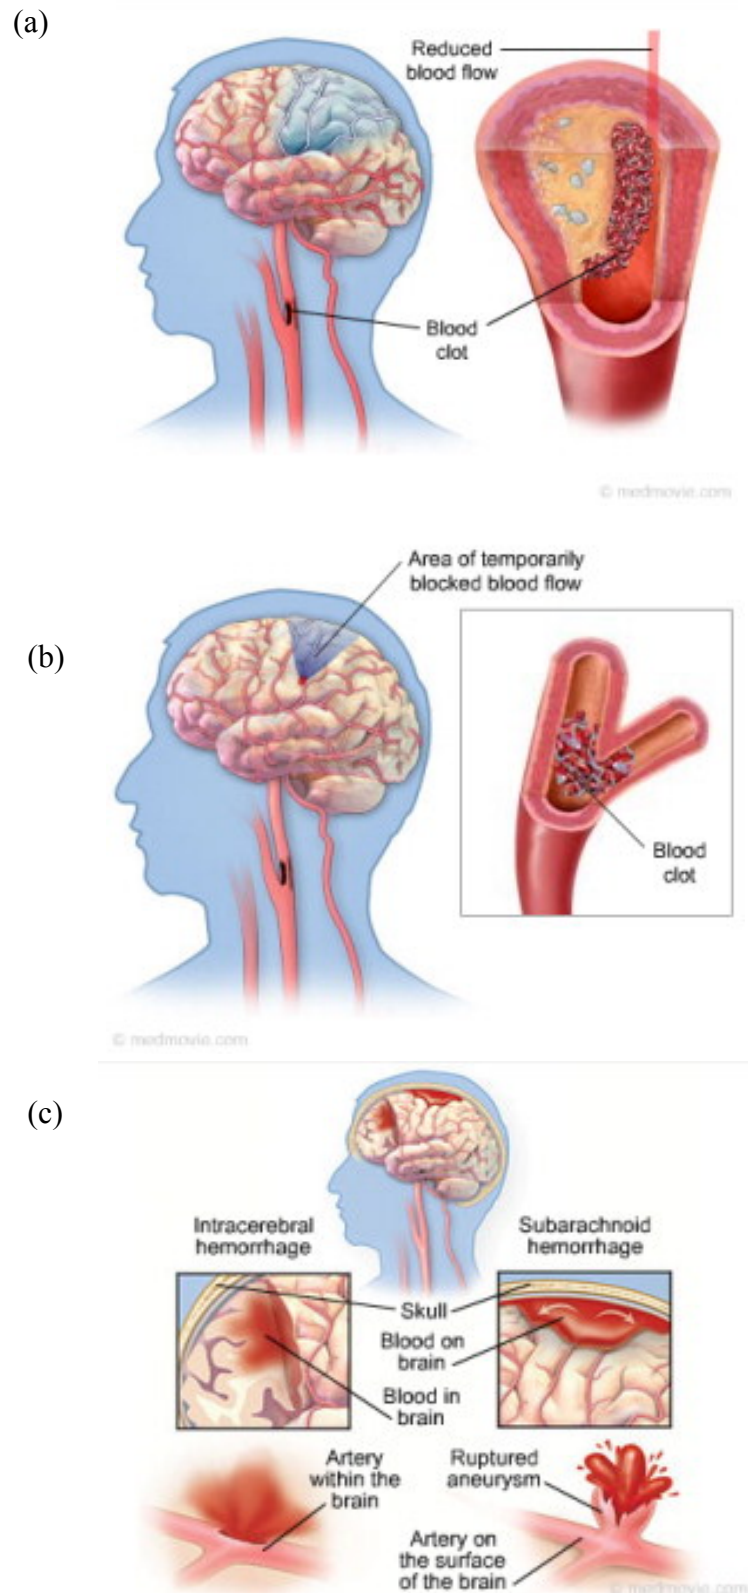 (a)
Reduced
blood flow
Blood
clot
© medmovie.com
Area of temporarily
blocked blood flow
(b)
Blood
clot
© medmovie.com
(c)
Intracerebral
hemorrhage
Subarachnoid
hemorrhage
Skull
Blood on
brain
Blood in
brain
Artery
within the
brain
Ruptured
aneurysm
Artery on
the surface
of the brain
© medmovie.com